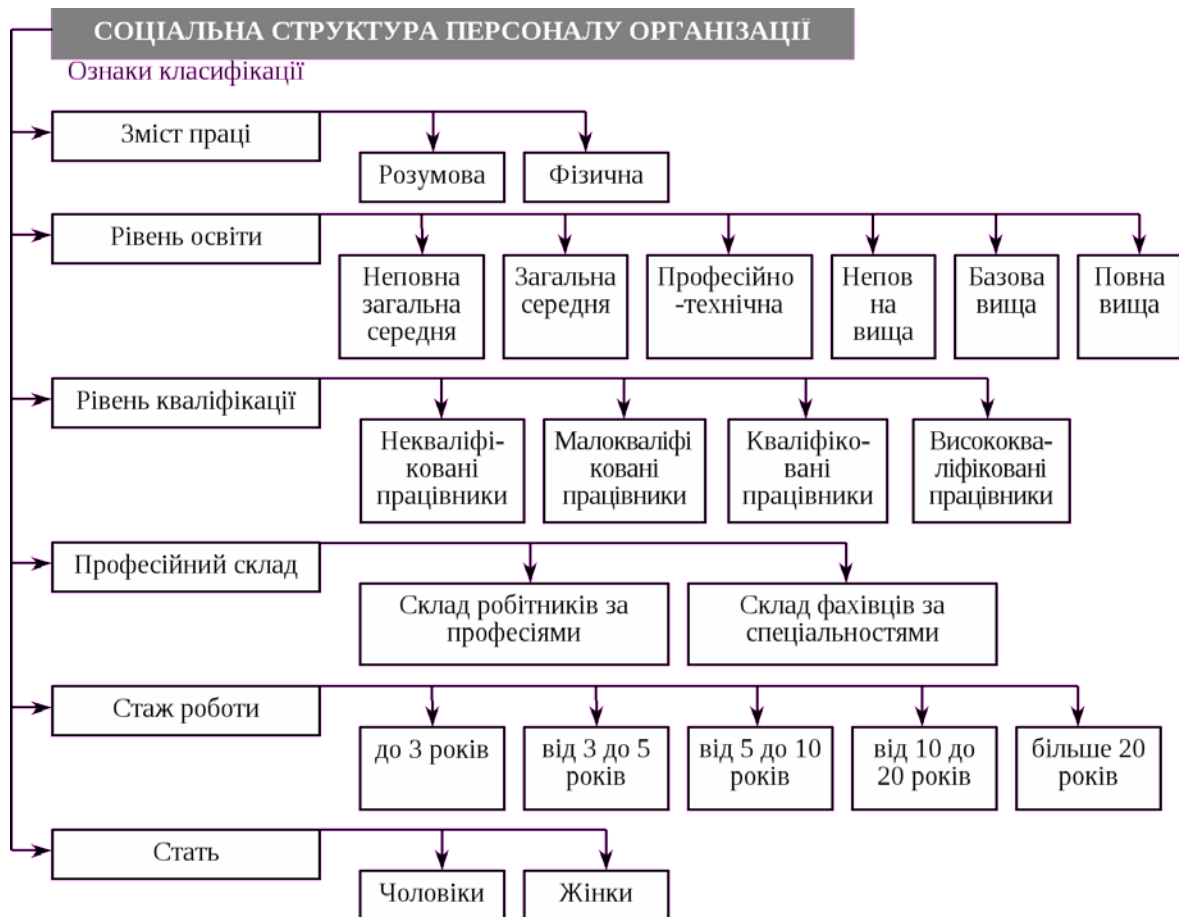 СОЦІАЛЬНА СТРУКТУРА ПЕРСОНАЛУ ОРГАНІЗАЦІЇ
Ознаки класифікації
Зміст праці
Розумова
Фізична
Рівень освіти
Неповна
загальна
середня
Загальна
середня
Професійно
-технічна
Непов
на
вища
Базова
вища
Повна
вища
Рівень кваліфікації
Некваліфі-
ковані
працівники
Малокваліфі
ковані
працівники
Кваліфіко-
вані
працівники
Висококва-
ліфіковані
працівники
Професійний склад
Склад робітників за
професіями
Склад фахівців за
спеціальностями
Стаж роботи
до 3 років
від 3 до 5
років
від 5 до 10
років
від 10 до
20 років
більше 20
років
Стать
Чоловіки
Жінки